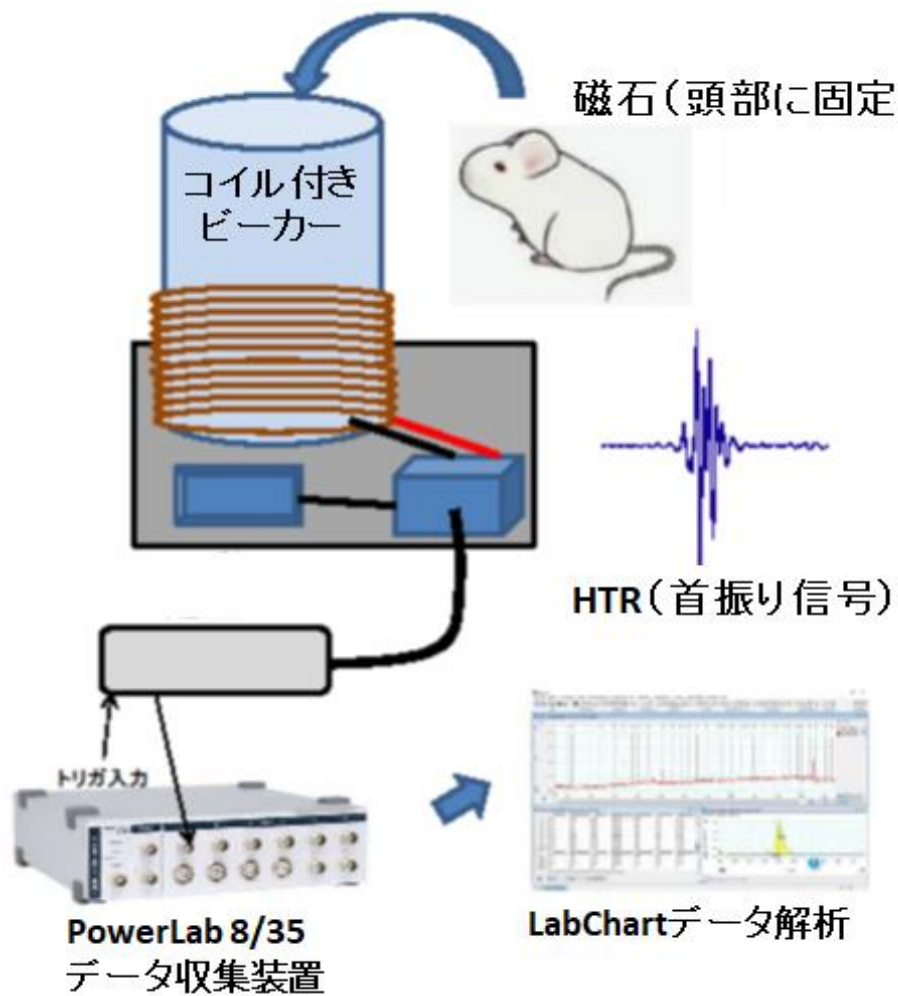 磁石(頭部に固定
コイル付き
ビーカー
HTR(首振り信号)
トリガ入力
PowerLab 8/35
データ収集装置
LabChartデータ解析